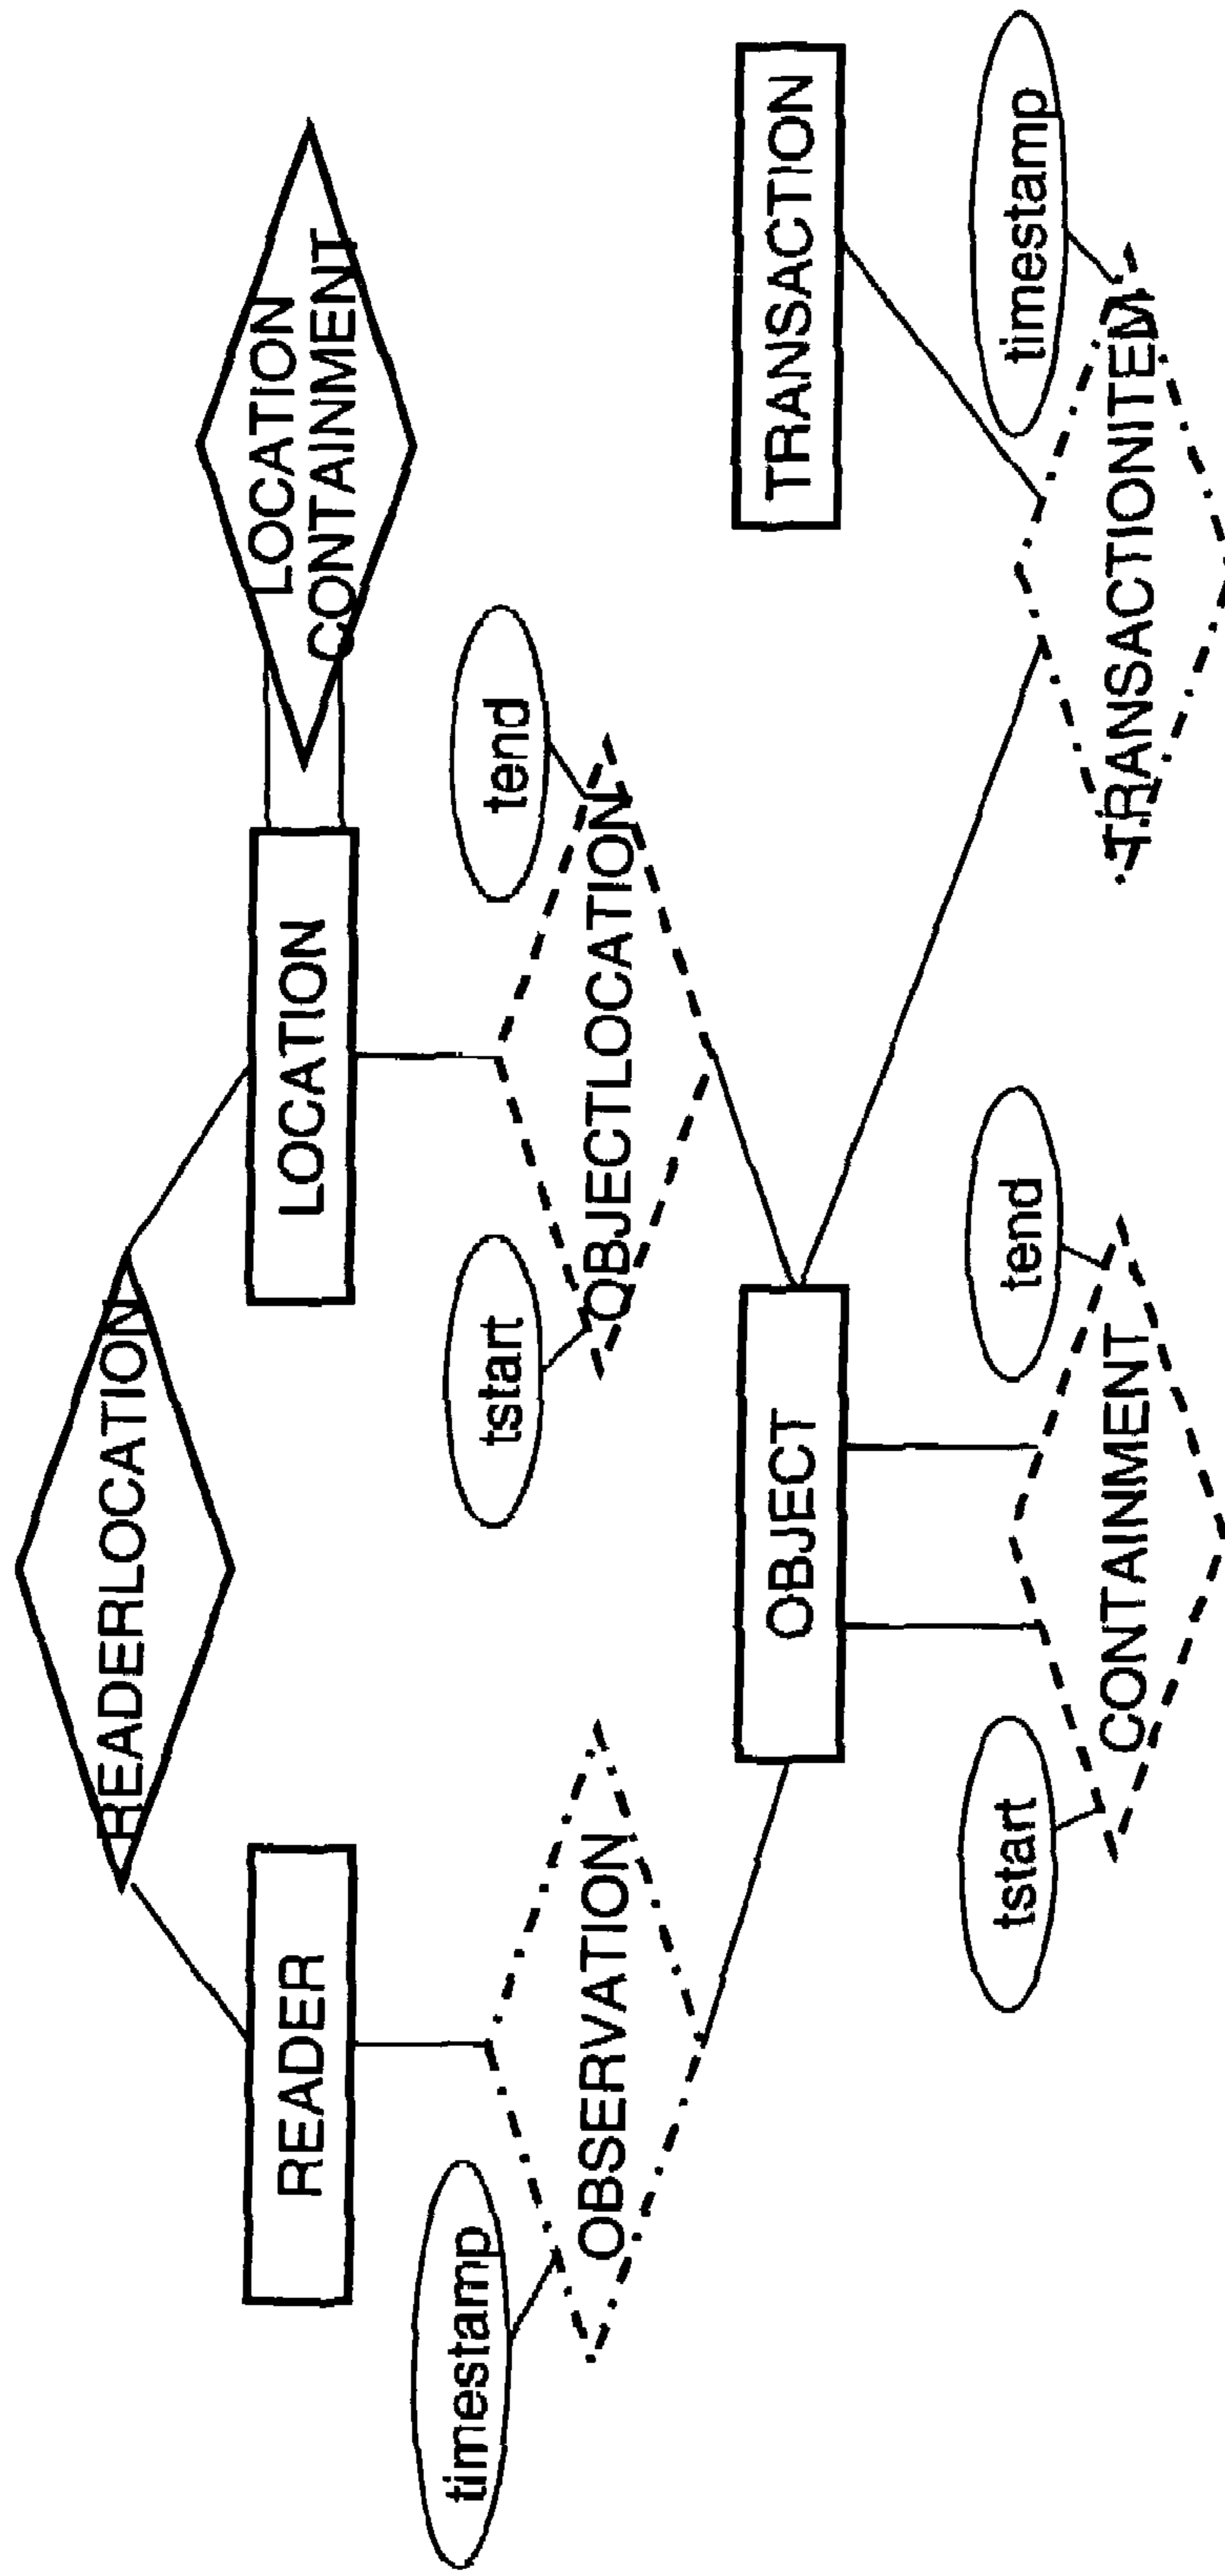 READERLOCATION
READER
LOCATION
LOCATION
CONTAINMENT
timestamp
tstart
tend
OBSERVATION
OBJECTLOCATION
OBJECT
TRANSACTION
tstart
tend
timestamp
CONTAINMENT
TRANSACTIONITEM